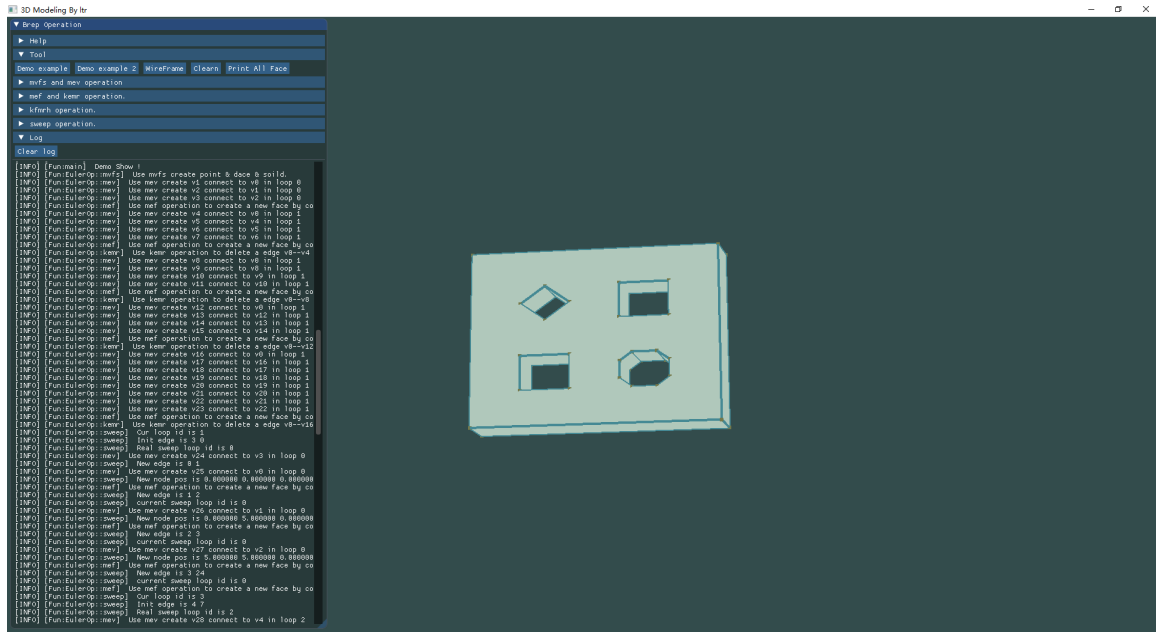 3D Modeling By ltr
▼ Brep Operation
▶ Help
▼ Tool
Demo example Demo example 2 WireFrame Clearn Print All Face
▶ mvfs and mev operation
▶ mef and kemr operation.
▶ kfmrh operation.
▶ sweep operation.
▼ Log
Clear log
[INFO] [Fun:main] Demo Show !
[INFO] [Fun:EulerOp::mvfs] Use mvfs create point & dace & soild.
[INFO] [Fun:EulerOp::mev] Use mev create v1 connect to v0 in loop 0
[INFO] [Fun:EulerOp::mev] Use mev create v2 connect to v1 in loop 0
[INFO] [Fun:EulerOp::mev] Use mev create v3 connect to v2 in loop 0
[INFO] [Fun:EulerOp::mef] Use mef operation to create a new face by co
[INFO] [Fun:EulerOp::mev] Use mev create v4 connect to v0 in loop 1
[INFO] [Fun:EulerOp::mev] Use mev create v5 connect to v4 in loop 1
[INFO] [Fun:EulerOp::mev] Use mev create v6 connect to v5 in loop 1
[INFO] [Fun:EulerOp::mev] Use mev create v7 connect to v6 in loop 1
[INFO] [Fun:EulerOp::mef] Use mef operation to create a new face by co
[INFO] [Fun:EulerOp::kemr] Use kemr operation to delete a edge v0--v4
[INFO] [Fun:EulerOp::mev] Use mev create v8 connect to v0 in loop 1
[INFO] [Fun:EulerOp::mev] Use mev create v9 connect to v8 in loop 1
[INFO] [Fun:EulerOp::mev] Use mev create v10 connect to v9 in loop 1
[INFO] [Fun:EulerOp::mev] Use mev create v11 connect to v10 in loop 1
[INFO] [Fun:EulerOp::mef] Use mef operation to create a new face by co
[INFO] [Fun:EulerOp::kemr] Use kemr operation to delete a edge v0--v8
[INFO] [Fun:EulerOp::mev] Use mev create v12 connect to v0 in loop 1
[INFO] [Fun:EulerOp::mev] Use mev create v13 connect to v12 in loop 1
[INFO] [Fun:EulerOp::mev] Use mev create v14 connect to v13 in loop 1
[INFO] [Fun:EulerOp::mev] Use mev create v15 connect to v14 in loop 1
[INFO] [Fun:EulerOp::mef] Use mef operation to create a new face by co
[INFO] [Fun:EulerOp::kemr] Use kemr operation to delete a edge v0--v12
[INFO] [Fun:EulerOp::mev] Use mev create v16 connect to v0 in loop 1
[INFO] [Fun:EulerOp::mev] Use mev create v17 connect to v16 in loop 1
[INFO] [Fun:EulerOp::mev] Use mev create v18 connect to v17 in loop 1
[INFO] [Fun:EulerOp::mev] Use mev create v19 connect to v18 in loop 1
[INFO] [Fun:EulerOp::mev] Use mev create v20 connect to v19 in loop 1
[INFO] [Fun:EulerOp::mev] Use mev create v21 connect to v20 in loop 1
[INFO] [Fun:EulerOp::mev] Use mev create v22 connect to v21 in loop 1
[INFO] [Fun:EulerOp::mev] Use mev create v23 connect to v22 in loop 1
[INFO] [Fun:EulerOp::mef] Use mef operation to create a new face by co
[INFO] [Fun:EulerOp::kemr] Use kemr operation to delete a edge v0--v16
[INFO] [Fun:EulerOp::sweep] Cur loop id is 1
[INFO] [Fun:EulerOp::sweep] Init edge is 3 0
[INFO] [Fun:EulerOp::sweep] Real sweep loop id is 0
[INFO] [Fun:EulerOp::mev] Use mev create v24 connect to v3 in loop 0
[INFO] [Fun:EulerOp::sweep] New edge is 0 1
[INFO] [Fun:EulerOp::mev] Use mev create v25 connect to v0 in loop 0
[INFO] [Fun:EulerOp::sweep] New node pos is 0.000000 0.000000 0.000000
[INFO] [Fun:EulerOp::mef] Use mef operation to create a new face by co
[INFO] [Fun:EulerOp::sweep] New edge is 1 2
[INFO] [Fun:EulerOp::sweep] current sweep loop id is 0
[INFO] [Fun:EulerOp::mev] Use mev create v26 connect to v1 in loop 0
[INFO] [Fun:EulerOp::sweep] New node pos is 0.000000 5.000000 0.000000
[INFO] [Fun:EulerOp::mef] Use mef operation to create a new face by co
[INFO] [Fun:EulerOp::sweep] New edge is 2 3
[INFO] [Fun:EulerOp::sweep] current sweep loop id is 0
[INFO] [Fun:EulerOp::mev] Use mev create v27 connect to v2 in loop 0
[INFO] [Fun:EulerOp::sweep] New node pos is 5.000000 5.000000 0.000000
[INFO] [Fun:EulerOp::mef] Use mef operation to create a new face by co
[INFO] [Fun:EulerOp::sweep] New edge is 3 24
[INFO] [Fun:EulerOp::sweep] current sweep loop id is 0
[INFO] [Fun:EulerOp::mef] Use mef operation to create a new face by co
[INFO] [Fun:EulerOp::sweep] Cur loop id is 3
[INFO] [Fun:EulerOp::sweep] Init edge is 4 7
[INFO] [Fun:EulerOp::sweep] Real sweep loop id is 2
[INFO] [Fun:EulerOp::mev] Use mev create v28 connect to v4 in loop 2